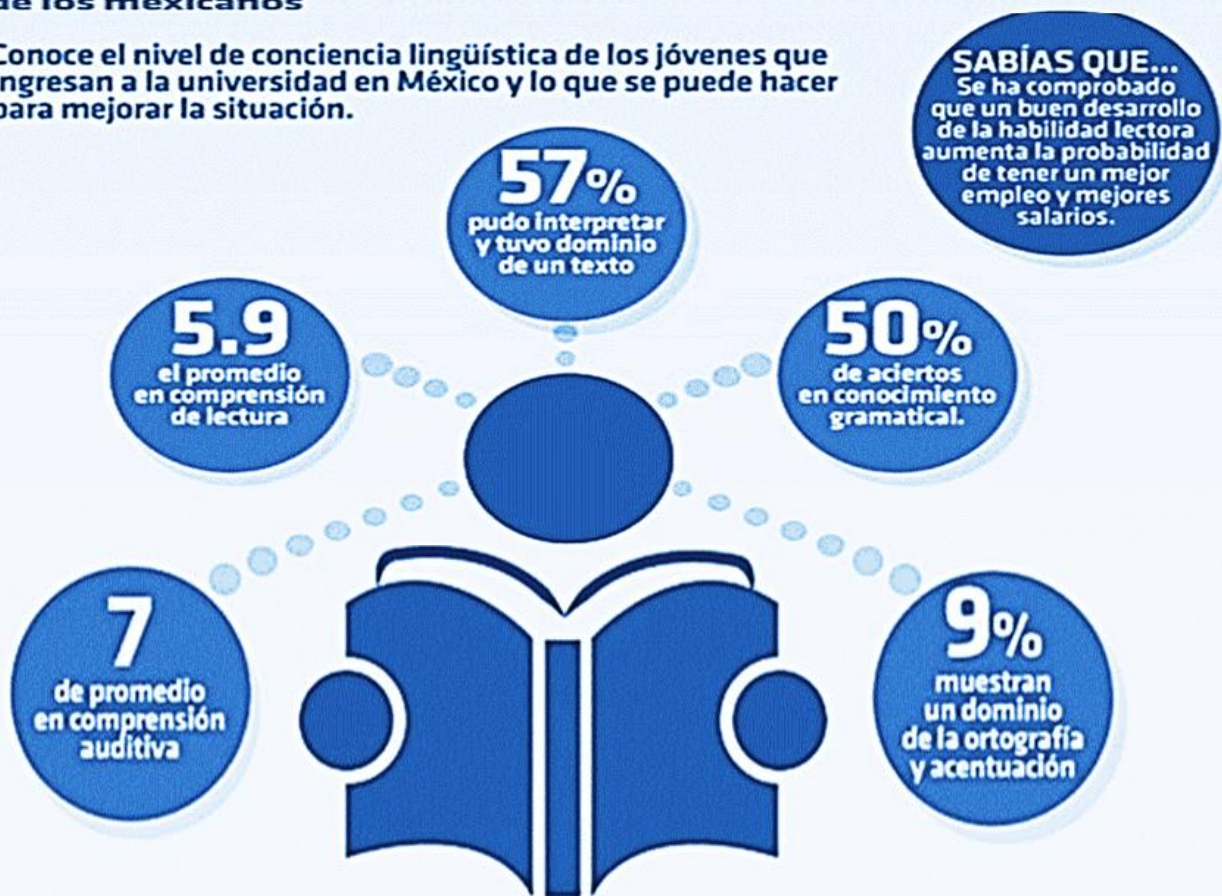 de los mexicanos
Conoce el nivel de conciencia lingüística de los jóvenes que
ingresan a la universidad en México y lo que se puede hacer
para mejorar la situación.
SABÍAS QUE...
Se ha comprobado
que un buen desarrollo
de la habilidad lectora
aumenta la probabilidad
de tener un mejor
empleo y mejores
salarios.
57%
pudo interpretar
y tuvo dominio
de un texto
5.9
el promedio
en comprensión
de lectura
50%
de aciertos
en conocimiento
gramatical.
7
de promedio
en comprensión
auditiva
9%
muestran
un dominio
de la ortografía
y acentuación